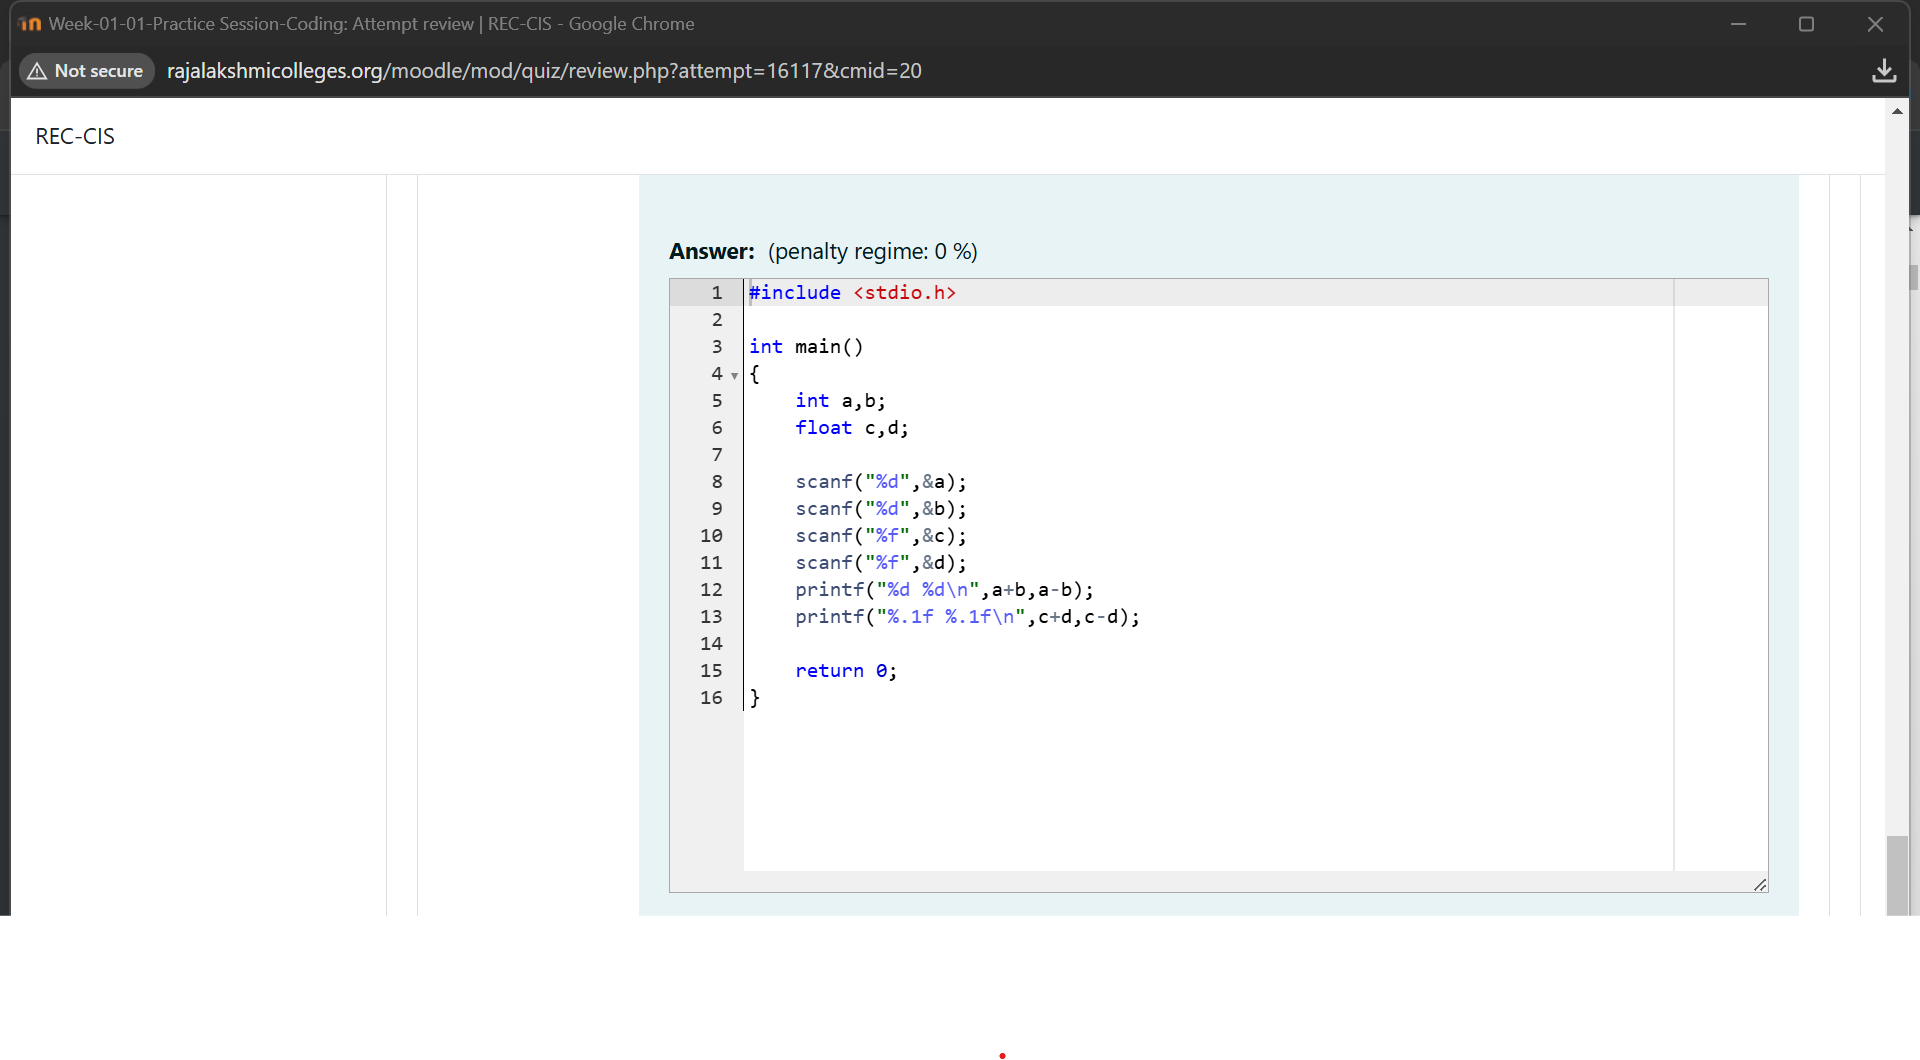 Week-01-01-Practice Session-Coding: Attempt review | REC-CIS - Google Chrome
Not secure rajalakshmicolleges.org/moodle/mod/quiz/review.php?attempt=16117&cmid=20
REC-CIS
Answer: (penalty regime: 0 %)
1 #include <stdio.h>
2
3 int main()
4 {
5     int a,b;
6     float c,d;
7
8     scanf("%d",&a);
9     scanf("%d",&b);
10     scanf("%f",&c);
11     scanf("%f",&d);
12     printf("%d %d\n",a+b,a-b);
13     printf("%.1f %.1f\n",c+d,c-d);
14
15     return 0;
16 }